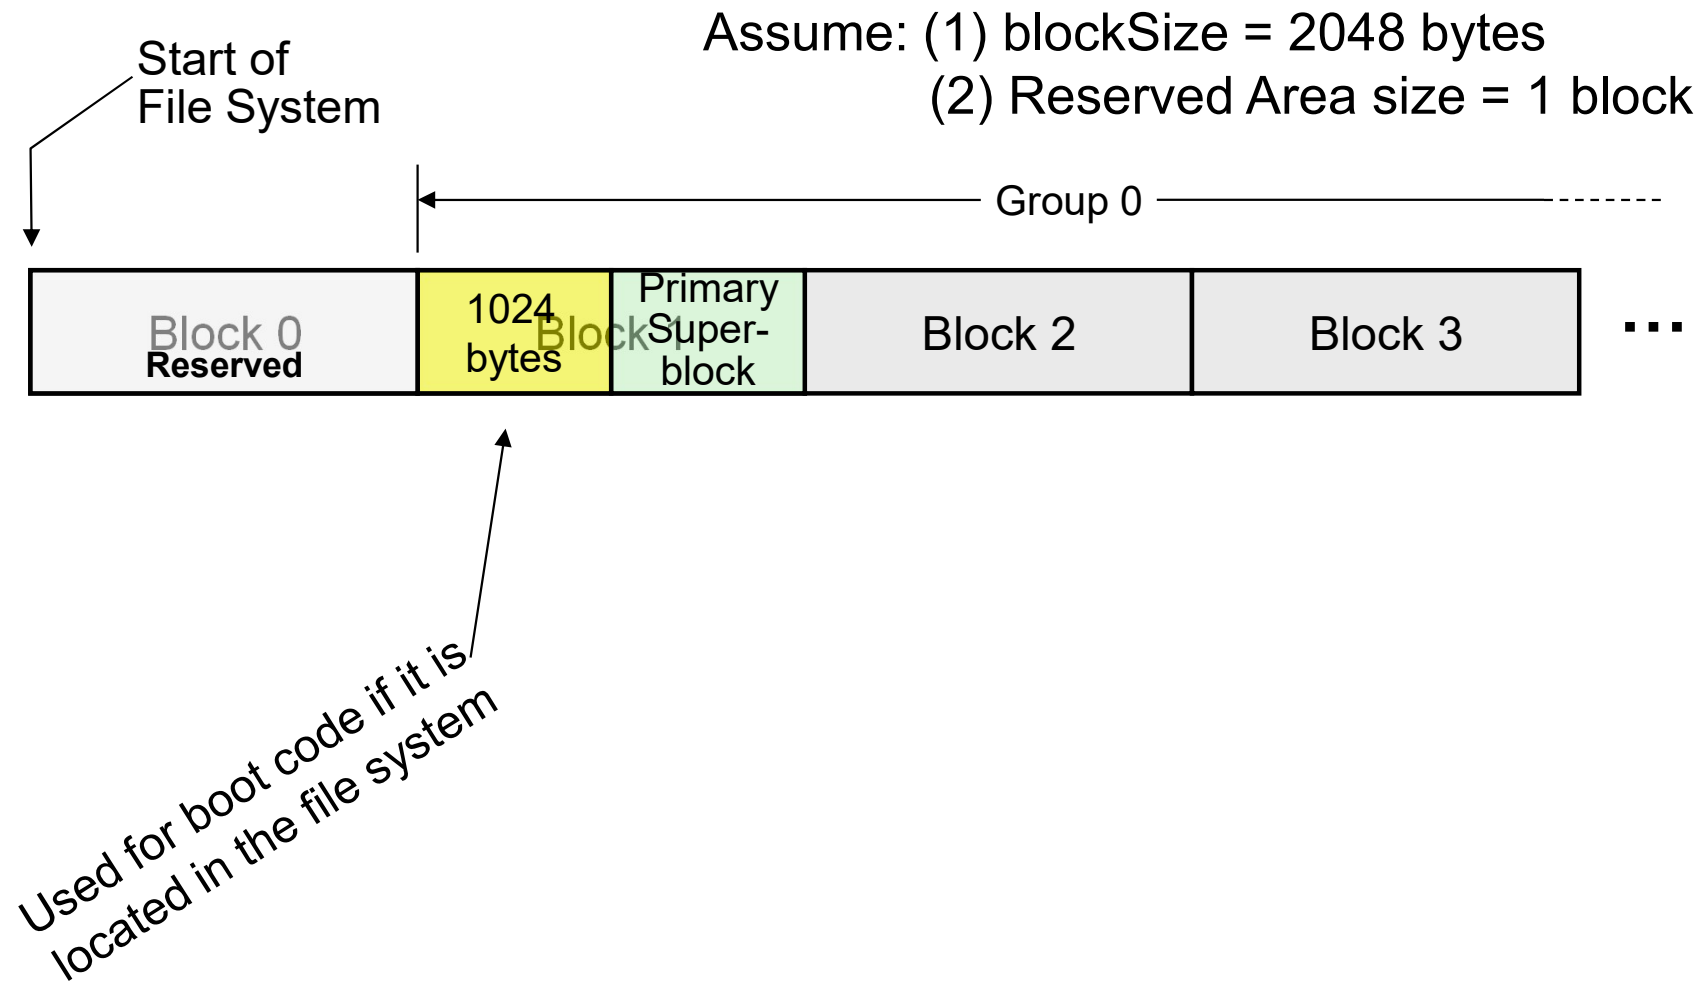 Assume: (1) blockSize = 2048 bytes
(2) Reserved Area size = 1 block
Start of
File System
Group 0
Block 0
Reserved
1024
bytes
Block 1
Primary
Super-
block
Block 2
Block 3
...
Used for boot code if it is
located in the file system